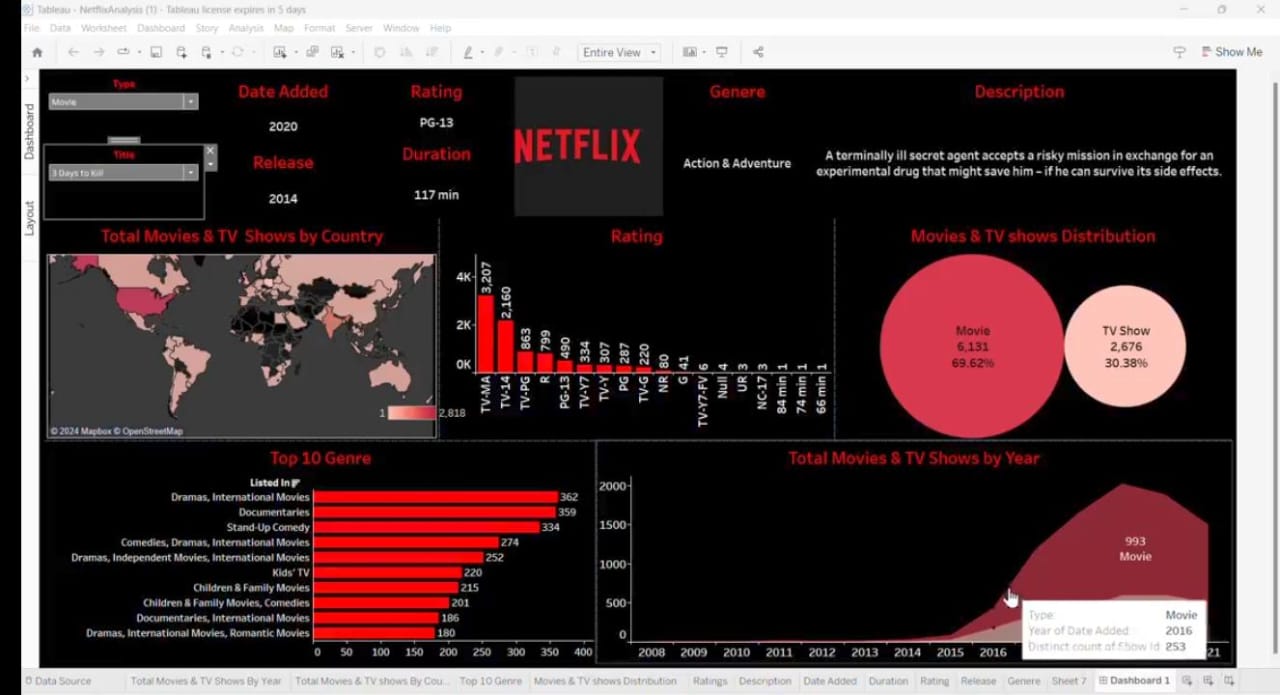 Tableau - NetflixAnalysis (1) - Tableau license expires in 5 days
File Data Worksheet Dashboard Story Analysis Map Format Server Window Help
Entire View
Show Me
Dashboard
Layout
Type
Movie
Title
3 Days to Kill
Date Added
2020
Release
2014
Rating
PG-13
Duration
117 min
NETFLIX
Genere
Action & Adventure
Description
A terminally ill secret agent accepts a risky mission in exchange for an
experimental drug that might save him – if he can survive its side effects.
Total Movies & TV Shows by Country
1 2,818
© 2024 Mapbox © OpenStreetMap
Rating
4K
2K
0K
3,207 2,160 863 799 490 334 307 287 220 80 41 6 4 3 3 1 1 1
TV-MA TV-14 TV-PG R PG-13 TV-Y7 TV-Y PG TV-G NR G TV-Y7-FV Null UR NC-17 84 min 74 min 66 min
Movies & TV shows Distribution
Movie
6,131
69.62%
TV Show
2,676
30.38%
Top 10 Genre
Listed In
Dramas, International Movies 362
Documentaries 359
Stand-Up Comedy 334
Comedies, Dramas, International Movies 274
Dramas, Independent Movies, International Movies 252
Kids' TV 220
Children & Family Movies 215
Children & Family Movies, Comedies 201
Documentaries, International Movies 186
Dramas, International Movies, Romantic Movies 180
0 50 100 150 200 250 300 350 400
Total Movies & TV Shows by Year
2000
1500
1000
500
0
993
Movie
Type: Movie
Year of Date Added: 2016
Distinct count of Show Id 253
2008 2009 2010 2011 2012 2013 2014 2015 2016 21
Data Source Total Movies & TV Shows By Year Total Movies & TV Shows By Cou... Top 10 Genre Movies & TV shows Distribution Ratings Description Date Added Duration Rating Release Genere Sheet 7 Dashboard 1